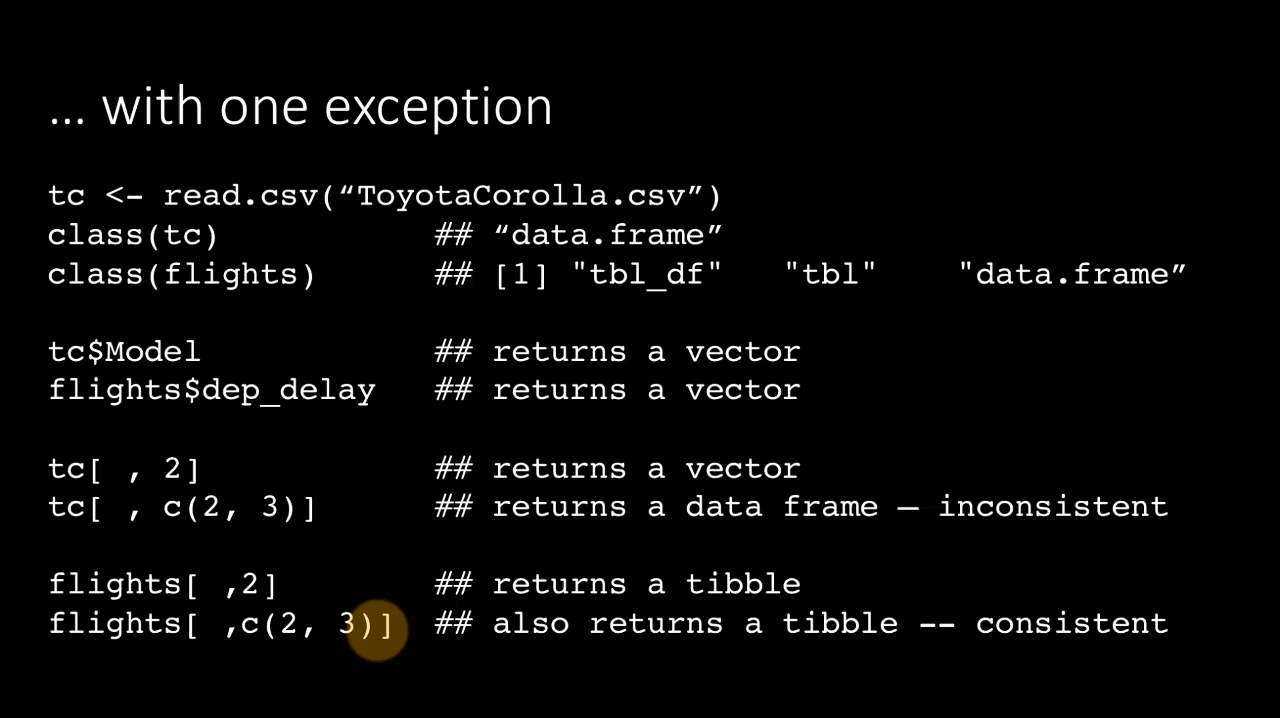 ... with one exception
tc <- read.csv(“ToyotaCorolla.csv”)
class(tc) ## “data.frame”
class(flights) ## [1] "tbl_df" "tbl" "data.frame”
tc$Model ## returns a vector
flights$dep_delay ## returns a vector
tc[ , 2] ## returns a vector
tc[ , c(2, 3)] ## returns a data frame – inconsistent
flights[ ,2] ## returns a tibble
flights[ ,c(2, 3)] ## also returns a tibble -- consistent